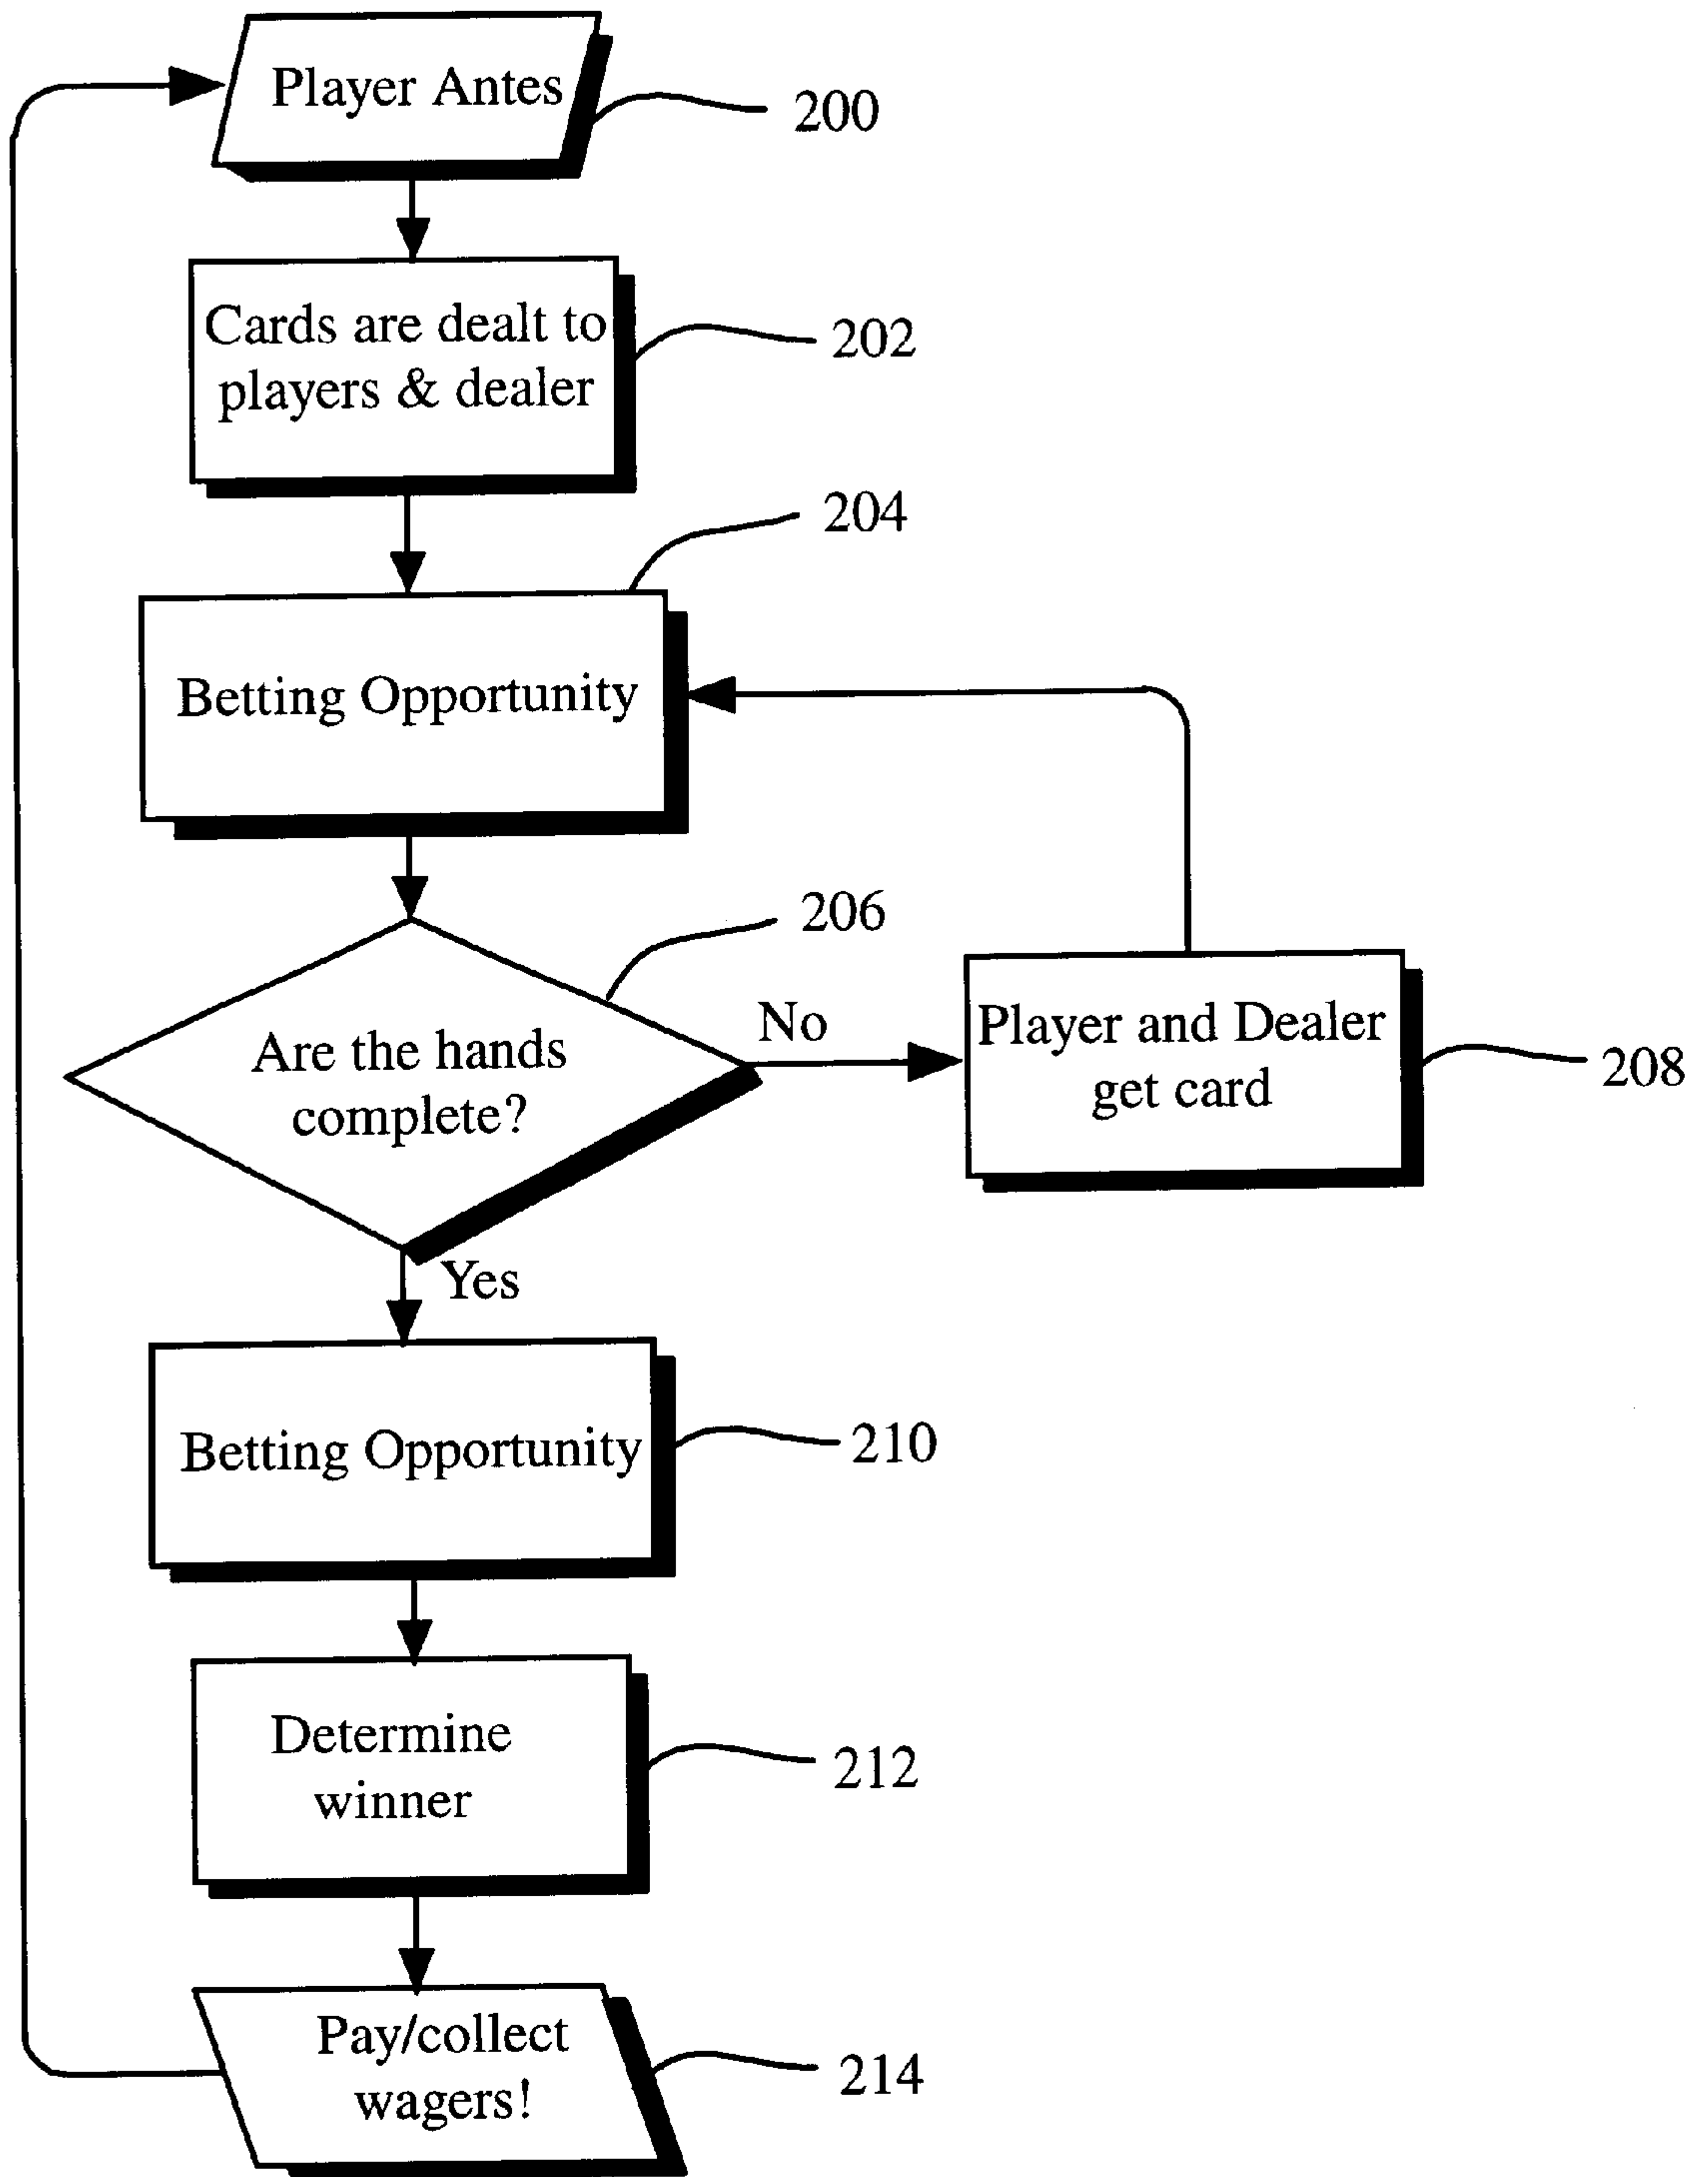 Player Antes
200
Cards are dealt to
players & dealer
202
204
Betting Opportunity
206
Are the hands
complete?
No
Player and Dealer
get card
208
Yes
Betting Opportunity
210
Determine
winner
212
Pay/collect
wagers!
214